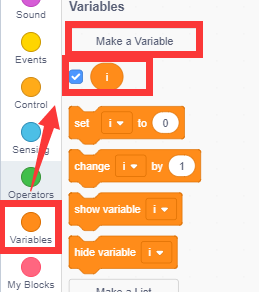 Sound
Events
Control
Sensing
Operators
Variables
My Blocks
Variables
Make a Variable
i
set i to 0
change i by 1
show variable i
hide variable i
Make a List